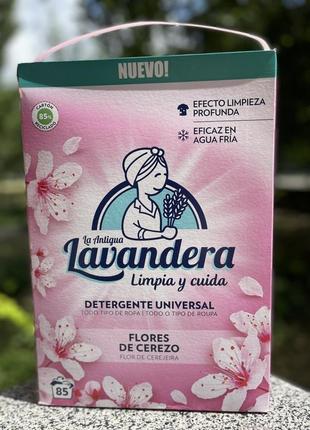 NUEVO!
CARTÓN
85%
RECICLADO
EFECTO LIMPIEZA
PROFUNDA
EFICAZ EN
AGUA FRÍA
La Antigua
Lavandera
Limpia y cuida
DETERGENTE UNIVERSAL
TODO TIPO DE ROPA | TODO O TIPO DE ROUPA
FLORES
DE CEREZO
FLOR DE CEREJEIRA
85